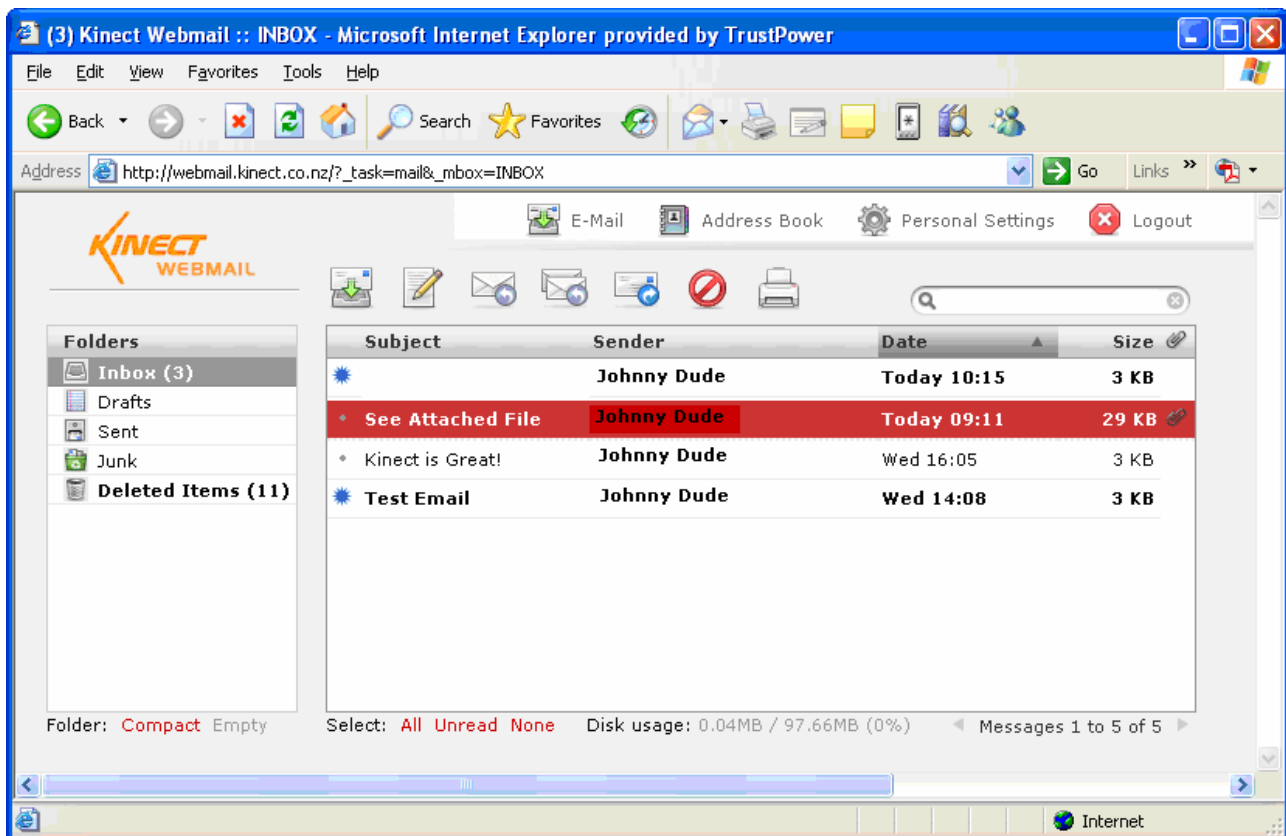 (3) Kinect Webmail :: INBOX - Microsoft Internet Explorer provided by TrustPower
File Edit View Favorites Tools Help
Back Search Favorites
Address http://webmail.kinect.co.nz/?_task=mail&_mbox=INBOX Go Links »
E-Mail Address Book Personal Settings Logout
KINECT
WEBMAIL
Folders
Inbox (3)
Drafts
Sent
Junk
Deleted Items (11)
Subject Sender Date Size
Johnny Dude Today 10:15 3 KB
See Attached File Johnny Dude Today 09:11 29 KB
Kinect is Great! Johnny Dude Wed 16:05 3 KB
Test Email Johnny Dude Wed 14:08 3 KB
Folder: Compact Empty
Select: All Unread None Disk usage: 0.04MB / 97.66MB (0%) Messages 1 to 5 of 5
Internet